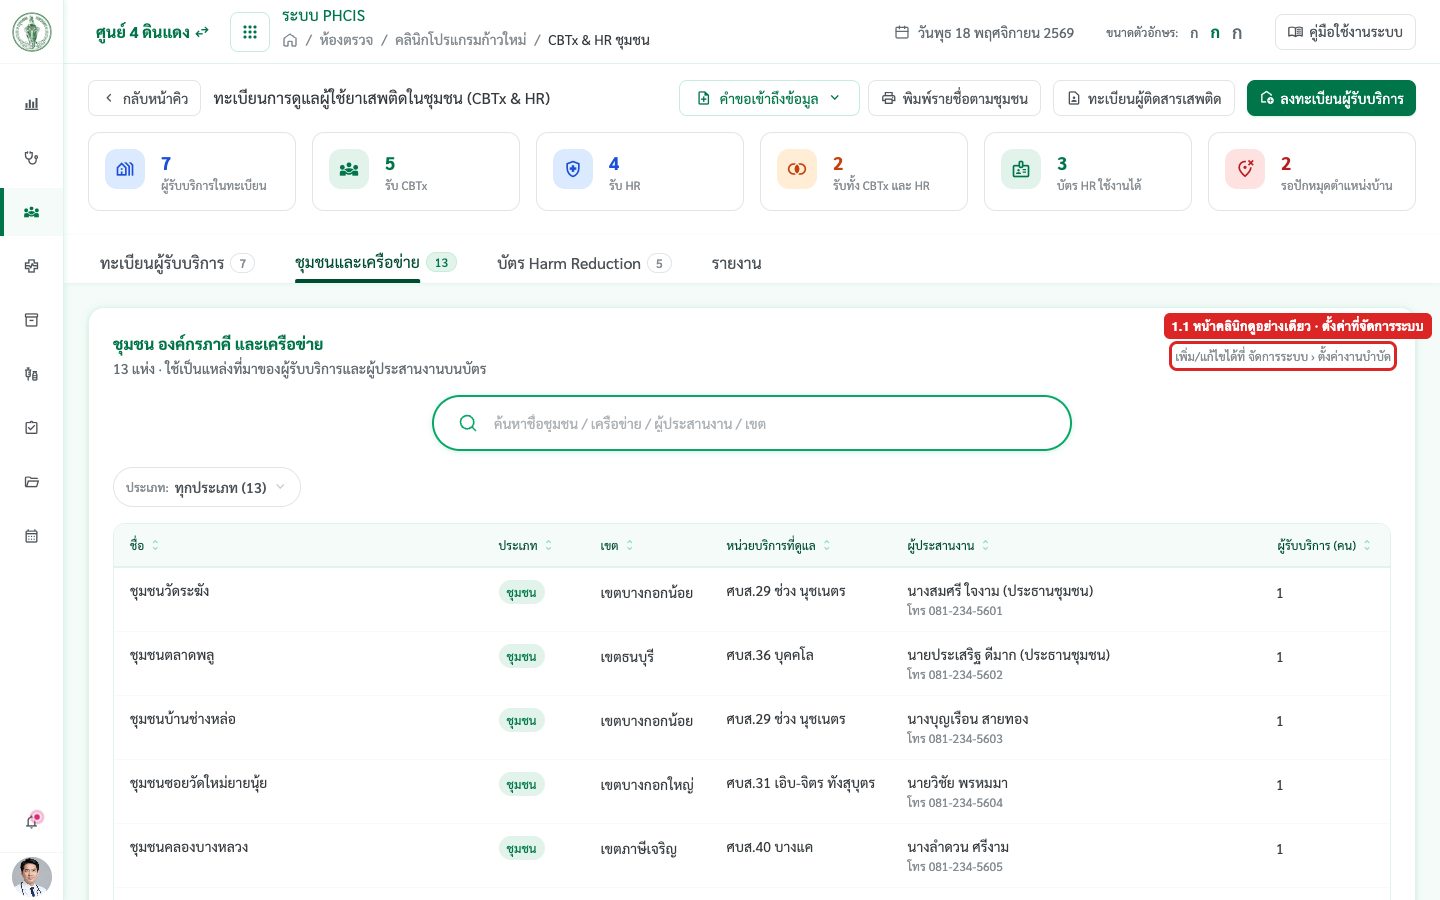 ศูนย์ 4 ดินแดง
ระบบ PHCIS
/ ห้องตรวจ / คลินิกโปรแกรมก้าวใหม่ / CBTx & HR ชุมชน
วันพุธ 18 พฤศจิกายน 2569
ขนาดตัวอักษร: ก ก ก
คู่มือใช้งานระบบ
กลับหน้าคิว
ทะเบียนการดูแลผู้ใช้ยาเสพติดในชุมชน (CBTx & HR)
คำขอเข้าถึงข้อมูล
พิมพ์รายชื่อตามชุมชน
ทะเบียนผู้ติดสารเสพติด
ลงทะเบียนผู้รับบริการ
7
ผู้รับบริการในทะเบียน
5
รับ CBTx
4
รับ HR
2
รับทั้ง CBTx และ HR
3
บัตร HR ใช้งานได้
2
รอปักหมุดตำแหน่งบ้าน
ทะเบียนผู้รับบริการ 7
ชุมชนและเครือข่าย 13
บัตร Harm Reduction 5
รายงาน
1.1 หน้าคลินิกดูอย่างเดียว · ตั้งค่าที่จัดการระบบ
ชุมชน องค์กรภาคี และเครือข่าย
เพิ่ม/แก้ไขได้ที่ จัดการระบบ › ตั้งค่างานบำบัด
13 แห่ง · ใช้เป็นแหล่งที่มาของผู้รับบริการและผู้ประสานงานบนบัตร
ค้นหาชื่อชุมชน / เครือข่าย / ผู้ประสานงาน / เขต
ประเภท: ทุกประเภท (13)
ชื่อ ประเภท เขต หน่วยบริการที่ดูแล ผู้ประสานงาน ผู้รับบริการ (คน)
ชุมชนวัดระฆัง ชุมชน เขตบางกอกน้อย ศบส.29 ช่วง นุชเนตร นางสมศรี ใจงาม (ประธานชุมชน) 1
โทร 081-234-5601
ชุมชนตลาดพลู ชุมชน เขตธนบุรี ศบส.36 บุคคโล นายประเสริฐ ดีมาก (ประธานชุมชน) 1
โทร 081-234-5602
ชุมชนบ้านช่างหล่อ ชุมชน เขตบางกอกน้อย ศบส.29 ช่วง นุชเนตร นางบุญเรือน สายทอง 1
โทร 081-234-5603
ชุมชนซอยวัดใหม่ยายนุ้ย ชุมชน เขตบางกอกใหญ่ ศบส.31 เอิบ-จิตร ทังสุบุตร นายวิชัย พรหมมา 1
โทร 081-234-5604
ชุมชนคลองบางหลวง ชุมชน เขตภาษีเจริญ ศบส.40 บางแค นางลำดวน ศรีงาม 1
โทร 081-234-5605